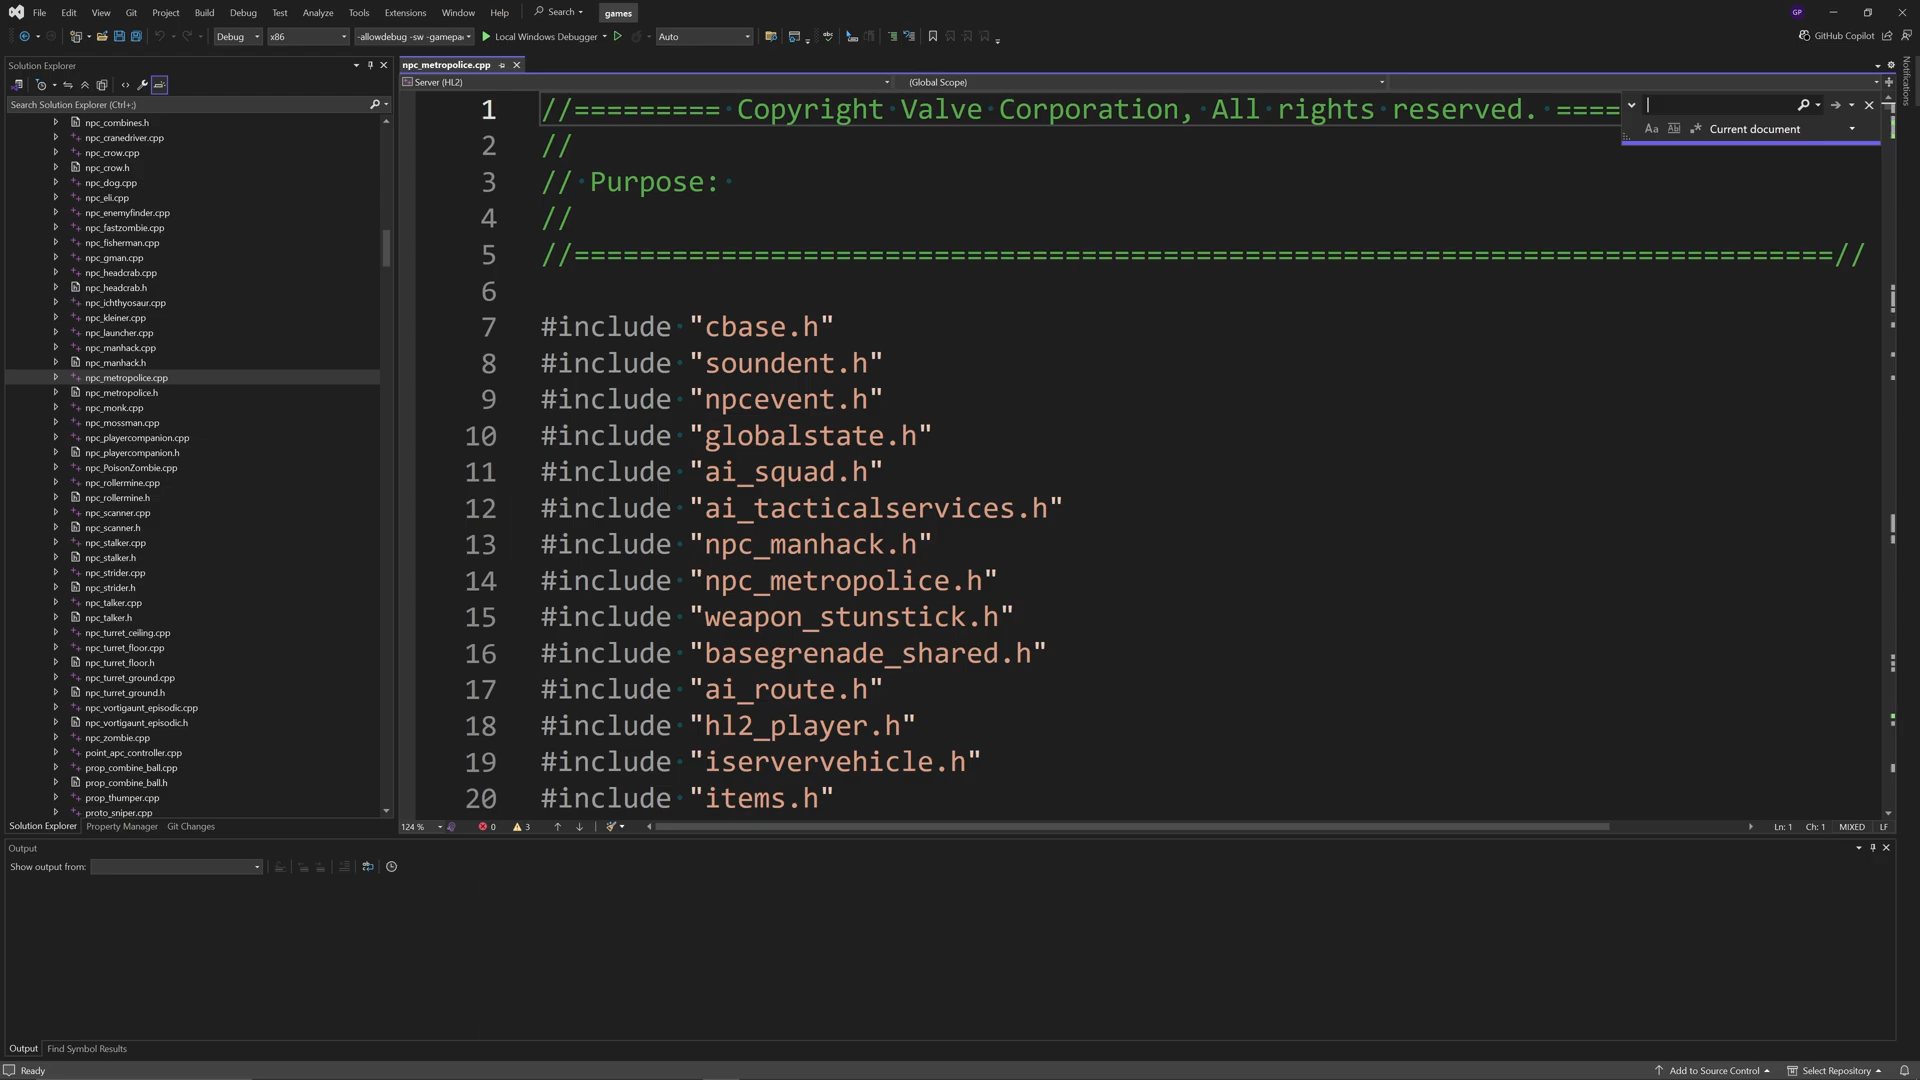 File Edit View Git Project Build Debug Test Analyze Tools Extensions Window Help Search games GP
Debug x86 -allowdebug -sw -gamepa Local Windows Debugger Auto GitHub Copilot
Solution Explorer
Search Solution Explorer (Ctrl+;)
npc_combines.h
npc_cranedriver.cpp
npc_crow.cpp
npc_crow.h
npc_dog.cpp
npc_eli.cpp
npc_enemyfinder.cpp
npc_fastzombie.cpp
npc_fisherman.cpp
npc_gman.cpp
npc_headcrab.cpp
npc_headcrab.h
npc_ichthyosaur.cpp
npc_kleiner.cpp
npc_launcher.cpp
npc_manhack.cpp
npc_manhack.h
npc_metropolice.cpp
npc_metropolice.h
npc_monk.cpp
npc_mossman.cpp
npc_playercompanion.cpp
npc_playercompanion.h
npc_PoisonZombie.cpp
npc_rollermine.cpp
npc_rollermine.h
npc_scanner.cpp
npc_scanner.h
npc_stalker.cpp
npc_stalker.h
npc_strider.cpp
npc_strider.h
npc_talker.cpp
npc_talker.h
npc_turret_ceiling.cpp
npc_turret_floor.cpp
npc_turret_floor.h
npc_turret_ground.cpp
npc_turret_ground.h
npc_vortigaunt_episodic.cpp
npc_vortigaunt_episodic.h
npc_zombie.cpp
point_apc_controller.cpp
prop_combine_ball.cpp
prop_combine_ball.h
prop_thumper.cpp
proto_sniper.cpp
Solution Explorer Property Manager Git Changes
npc_metropolice.cpp
Server (HL2) (Global Scope)
Aa Ab Current document
Notifications
1 //========= Copyright Valve Corporation, All rights reserved. ====
2 //
3 // Purpose:
4 //
5 //=============================================================================//
6
7 #include "cbase.h"
8 #include "soundent.h"
9 #include "npcevent.h"
10 #include "globalstate.h"
11 #include "ai_squad.h"
12 #include "ai_tacticalservices.h"
13 #include "npc_manhack.h"
14 #include "npc_metropolice.h"
15 #include "weapon_stunstick.h"
16 #include "basegrenade_shared.h"
17 #include "ai_route.h"
18 #include "hl2_player.h"
19 #include "iservervehicle.h"
20 #include "items.h"
124 % 0 3 Ln: 1 Ch: 1 MIXED LF
Output
Show output from:
Output Find Symbol Results
Ready Add to Source Control Select Repository